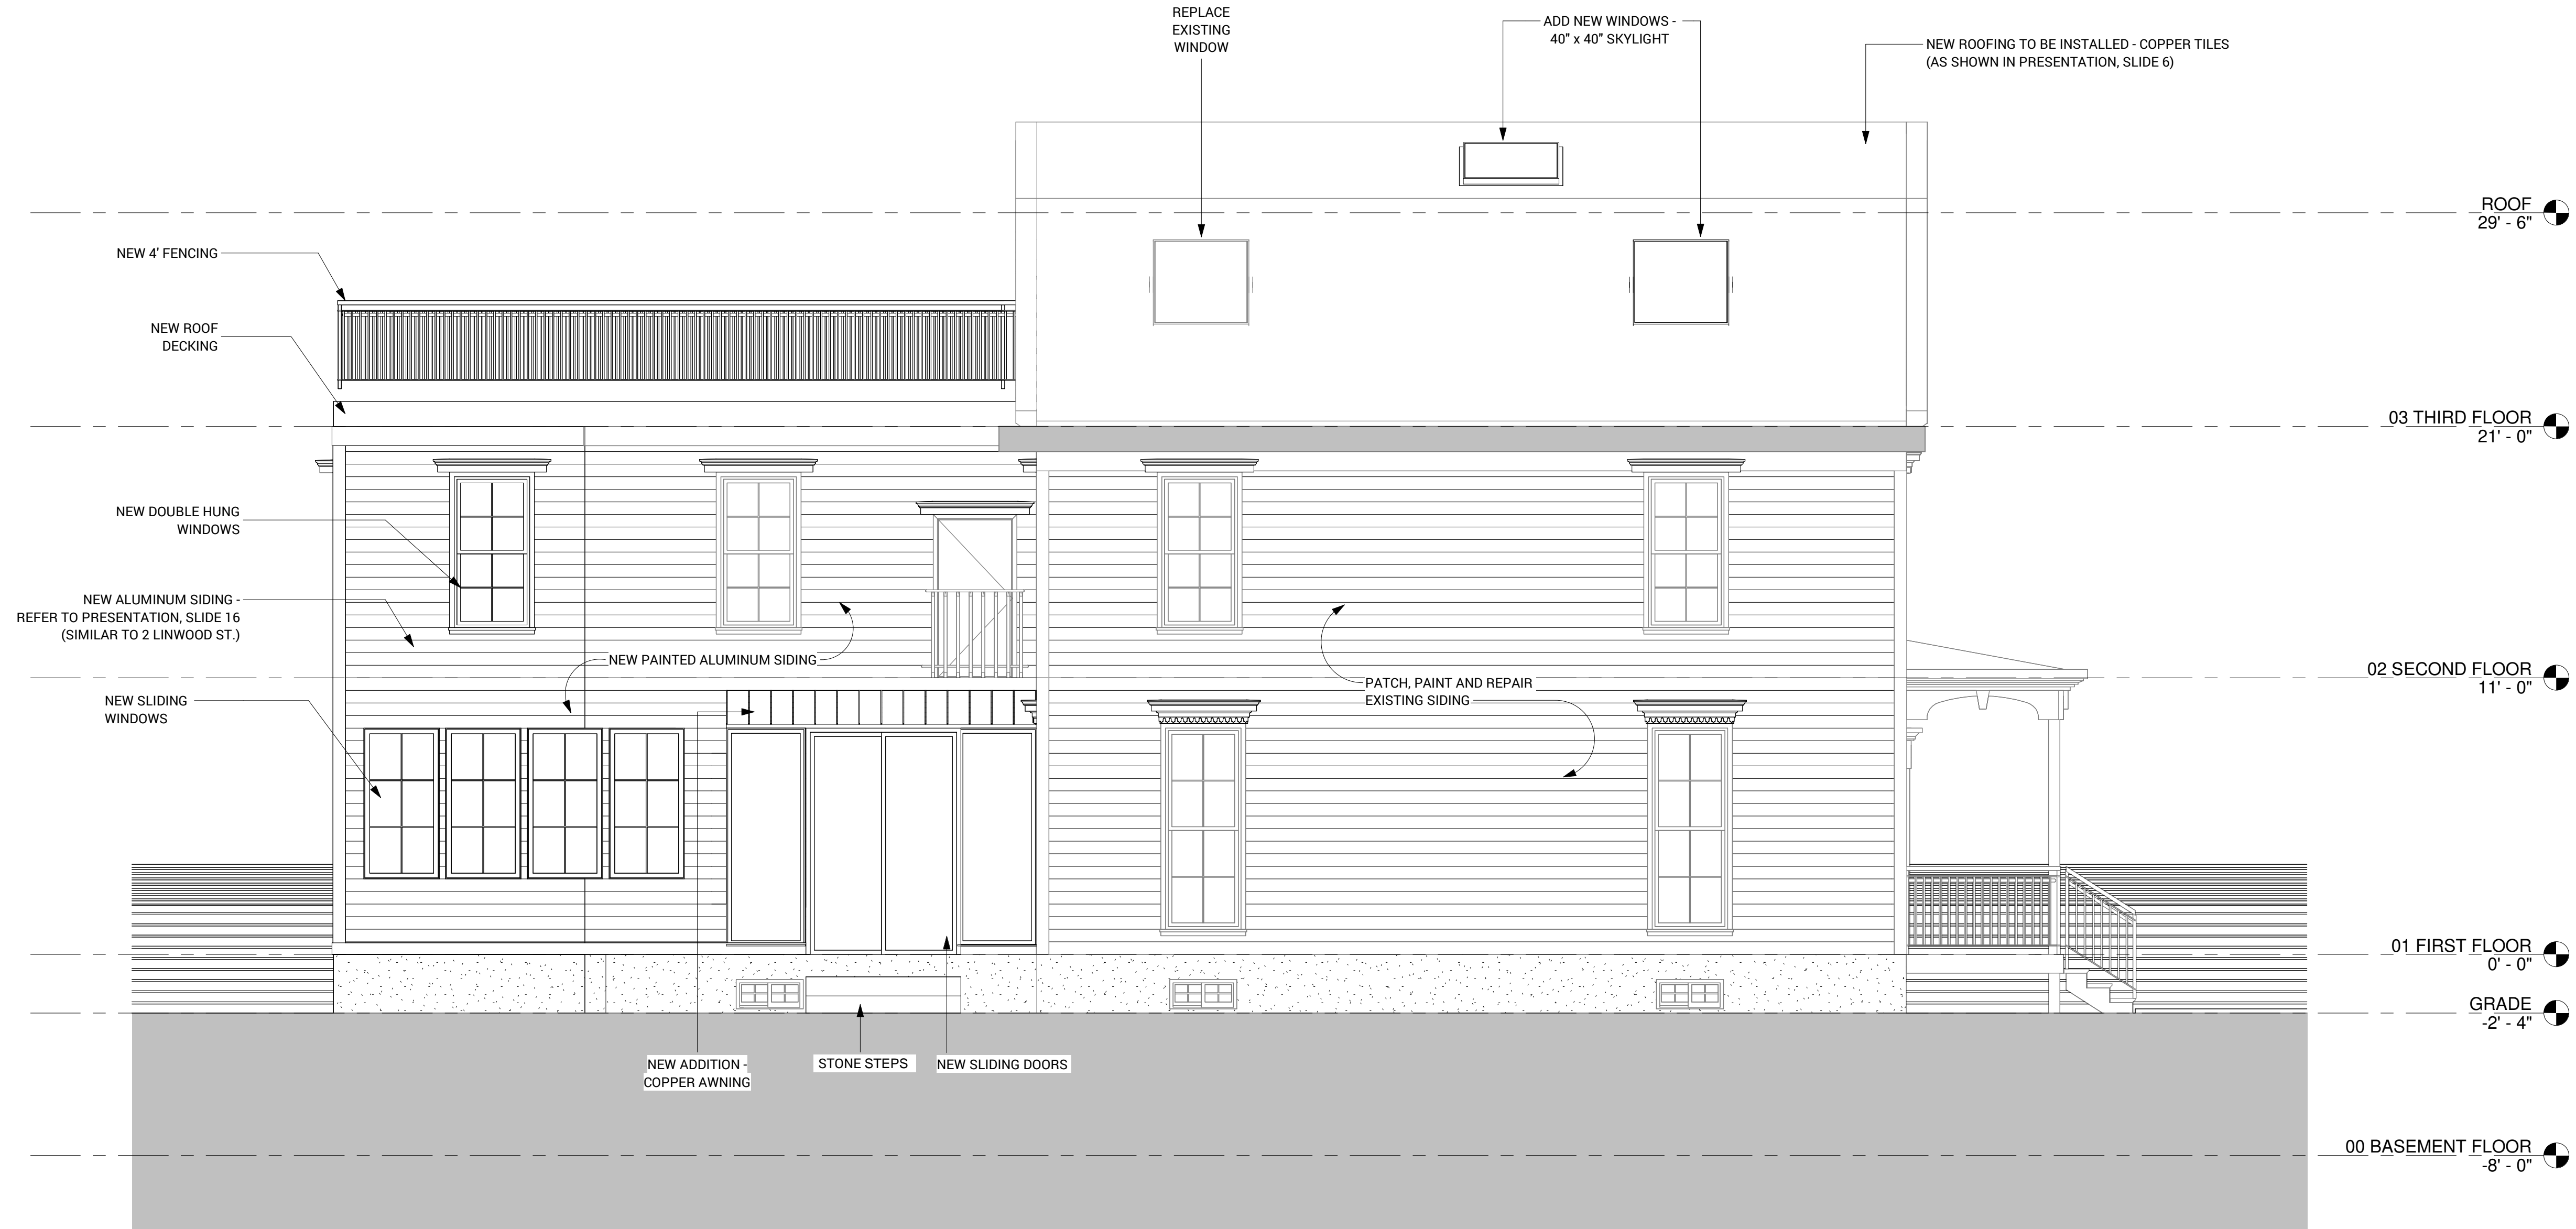 REPLACE
EXISTING
WINDOW
ADD NEW WINDOWS -
40" x 40" SKYLIGHT
NEW ROOFING TO BE INSTALLED - COPPER TILES
(AS SHOWN IN PRESENTATION, SLIDE 6)
ROOF
29' - 6"
NEW 4' FENCING
NEW ROOF
DECKING
03 THIRD FLOOR
21' - 0"
NEW DOUBLE HUNG
WINDOWS
NEW ALUMINUM SIDING -
REFER TO PRESENTATION, SLIDE 16
(SIMILAR TO 2 LINWOOD ST.)
NEW PAINTED ALUMINUM SIDING
PATCH, PAINT AND REPAIR
EXISTING SIDING
02 SECOND FLOOR
11' - 0"
NEW SLIDING
WINDOWS
01 FIRST FLOOR
0' - 0"
GRADE
-2' - 4"
NEW ADDITION -
COPPER AWNING
STONE STEPS
NEW SLIDING DOORS
00 BASEMENT FLOOR
-8' - 0"